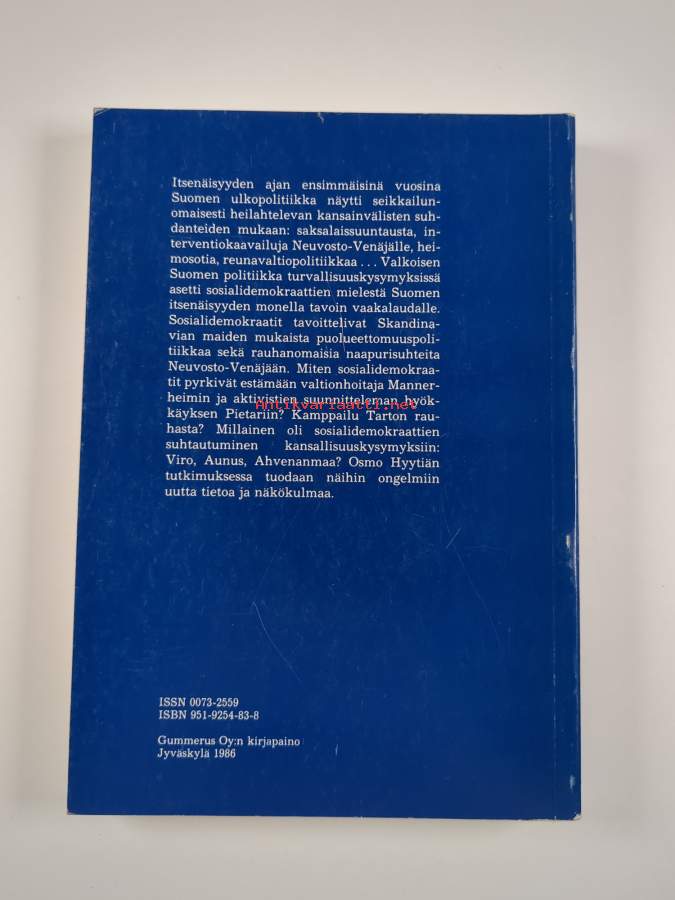 Itsenäisyyden ajan ensimmäisinä vuosina
Suomen ulkopolitiikka näytti seikkailun-
omaisesti heilahtelevan kansainvälisten suh-
danteiden mukaan: saksalaissuuntausta, in-
terventiokaavailuja Neuvosto-Venäjälle, hei-
mosotia, reunavaltiopolitiikkaa ... Valkoisen
Suomen politiikka turvallisuuskysymyksissä
asetti sosialidemokraattien mielestä Suomen
itsenäisyyden monella tavoin vaakalaudalle.
Sosialidemokraatit tavoittelivat Skandina-
vian maiden mukaista puolueettomuuspoli-
tiikkaa sekä rauhanomaisia naapurisuhteita
Neuvosto-Venäjään. Miten sosialidemokraa-
tit pyrkivät estämään valtionhoitaja Manner-
heimin ja aktivistien suunnitteleman hyök-
Antikvariaatti.net
käyksen Pietariin? Kamppailu Tarton rau-
hasta? Millainen oli sosialidemokraattien
suhtautuminen kansallisuuskysymyksiin:
Viro, Aunus, Ahvenanmaa? Osmo Hyytiän
tutkimuksessa tuodaan näihin ongelmiin
uutta tietoa ja näkökulmaa.
ISSN 0073-2559
ISBN 951-9254-83-8
Gummerus Oy:n kirjapaino
Jyväskylä 1986